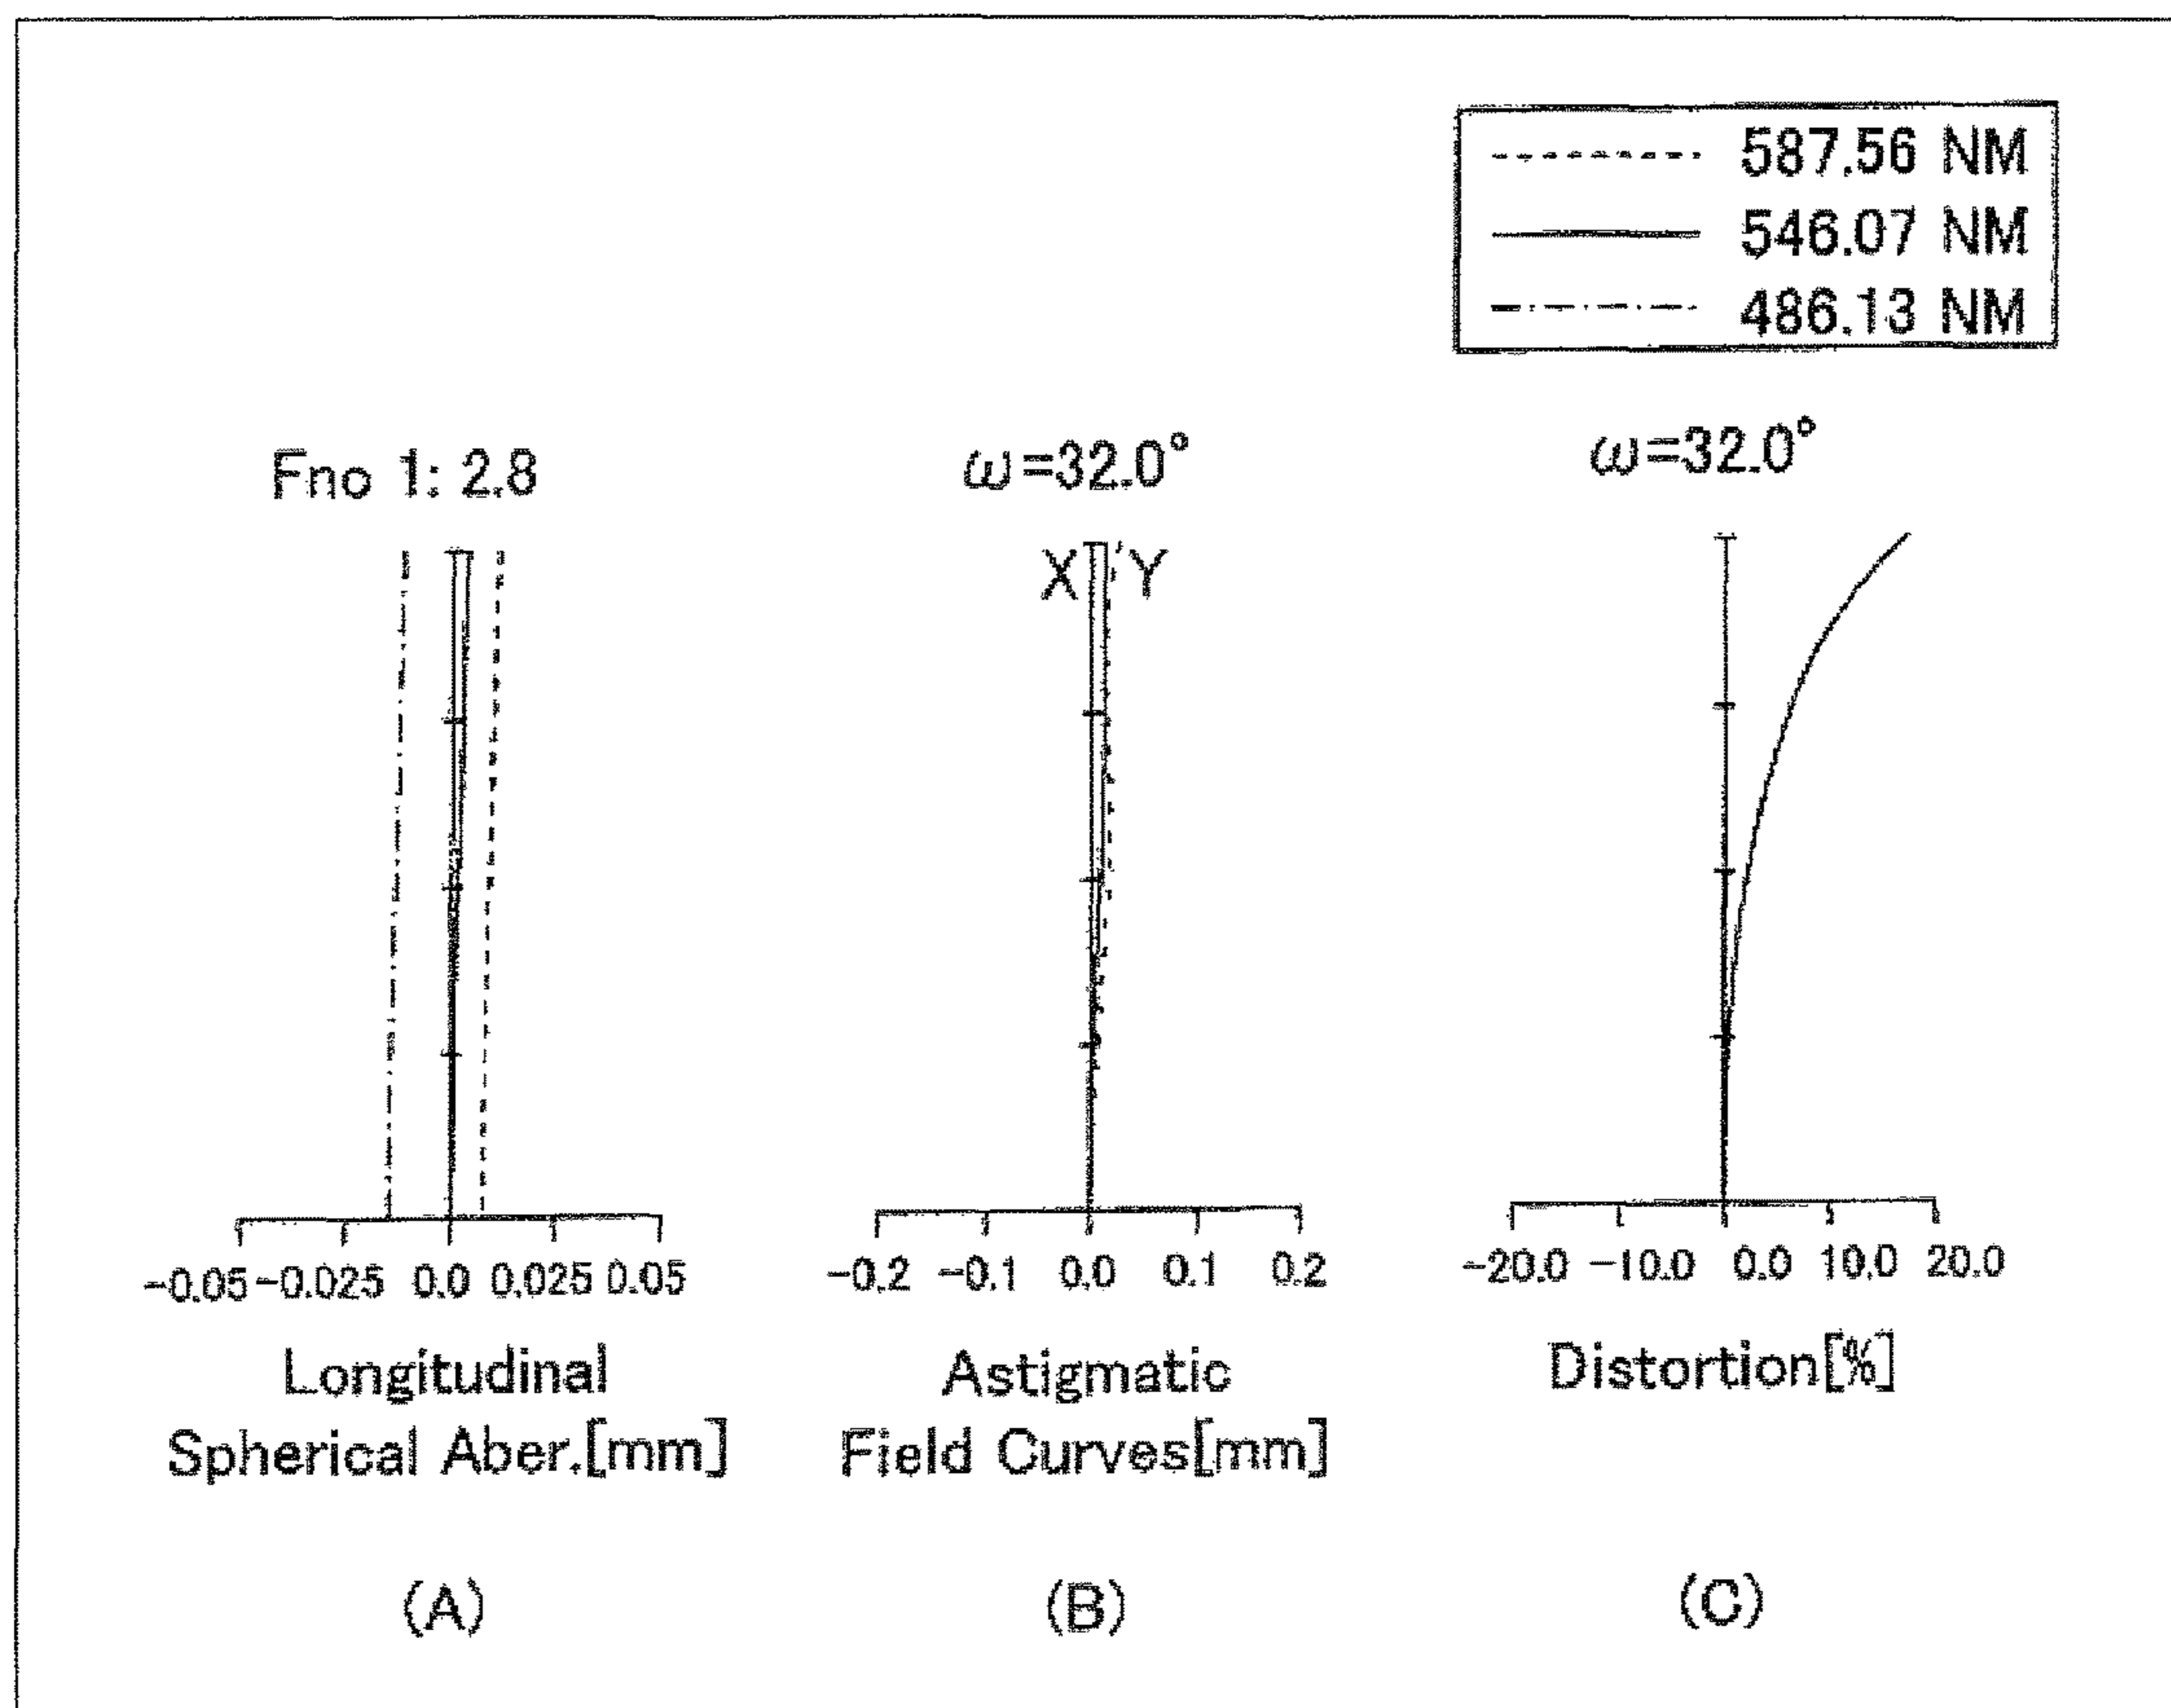 587.56 NM
546.07 NM
486.13 NM
Fno 1: 2.8
ω=32.0°
ω=32.0°
X Y
-0.05 -0.025 0.0 0.025 0.05
-0.2 -0.1 0.0 0.1 0.2
-20.0 -10.0 0.0 10.0 20.0
Longitudinal
Spherical Aber.[mm]
Astigmatic
Field Curves[mm]
Distortion[%]
(A)
(B)
(C)